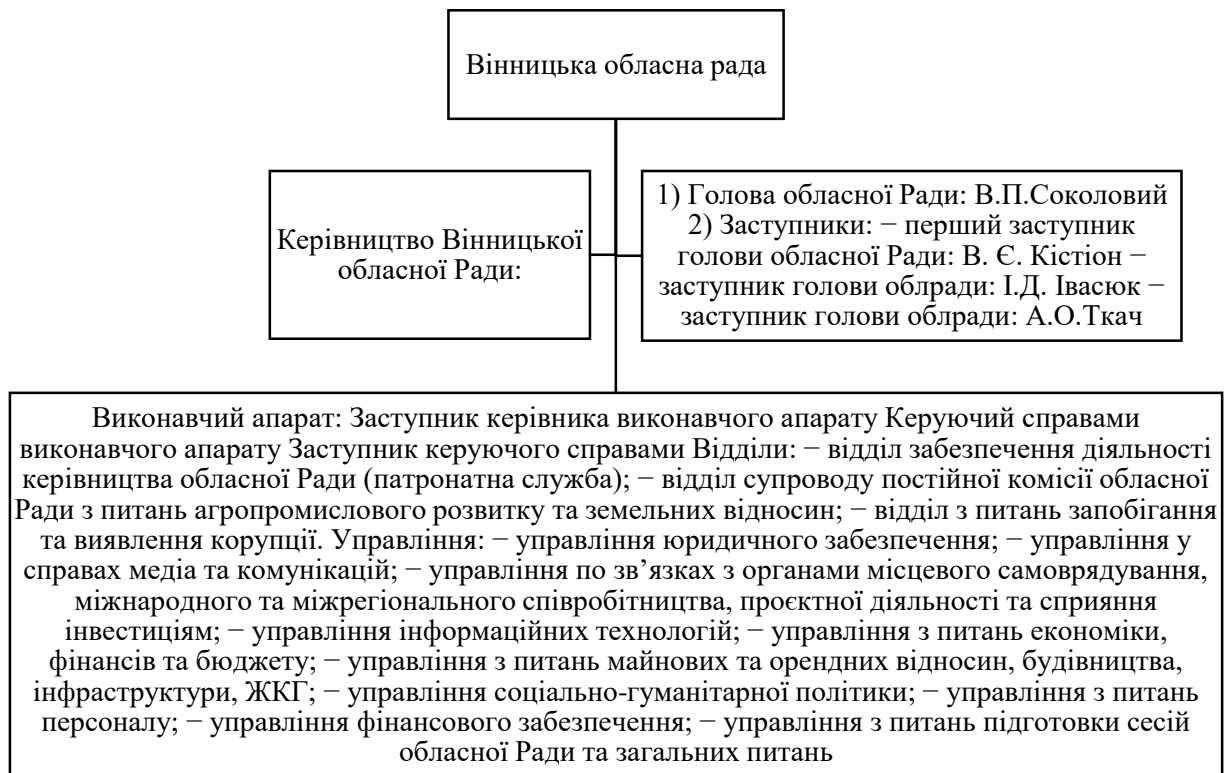 Вінницька обласна рада
Керівництво Вінницької
обласної Ради:
1) Голова обласної Ради: В.П.Соколовий
2) Заступники: − перший заступник
голови обласної Ради: В. Є. Кістіон −
заступник голови облради: І.Д. Івасюк −
заступник голови облради: А.О.Ткач
Виконавчий апарат: Заступник керівника виконавчого апарату Керуючий справами
виконавчого апарату Заступник керуючого справами Відділи: − відділ забезпечення діяльності
керівництва обласної Ради (патронатна служба); − відділ супроводу постійної комісії обласної
Ради з питань агропромислового розвитку та земельних відносин; − відділ з питань запобігання
та виявлення корупції. Управління: − управління юридичного забезпечення; − управління у
справах медіа та комунікацій; − управління по зв’язках з органами місцевого самоврядування,
міжнародного та міжрегіонального співробітництва, проєктної діяльності та сприяння
інвестиціям; − управління інформаційних технологій; − управління з питань економіки,
фінансів та бюджету; − управління з питань майнових та орендних відносин, будівництва,
інфраструктури, ЖКГ; − управління соціально-гуманітарної політики; − управління з питань
персоналу; − управління фінансового забезпечення; − управління з питань підготовки сесій
обласної Ради та загальних питань